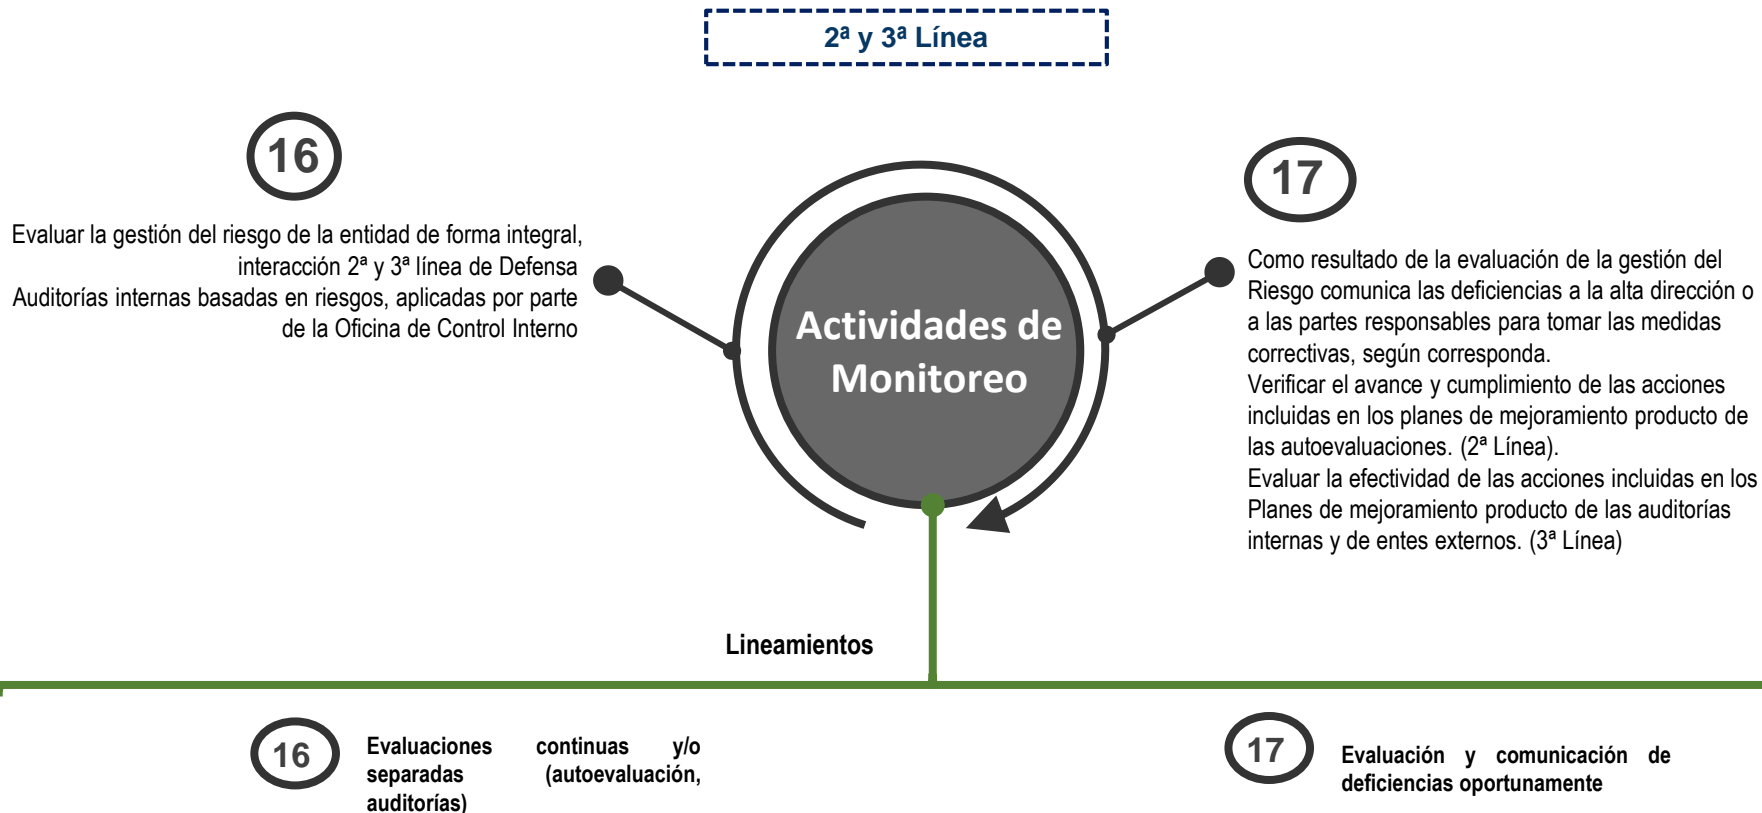 2ª y 3ª Línea
16
Evaluar la gestión del riesgo de la entidad de forma integral,
interacción 2ª y 3ª línea de Defensa
Auditorías internas basadas en riesgos, aplicadas por parte
de la Oficina de Control Interno
Actividades de
Monitoreo
17
Como resultado de la evaluación de la gestión del
Riesgo comunica las deficiencias a la alta dirección o
a las partes responsables para tomar las medidas
correctivas, según corresponda.
Verificar el avance y cumplimiento de las acciones
incluidas en los planes de mejoramiento producto de
las autoevaluaciones. (2ª Línea).
Evaluar la efectividad de las acciones incluidas en los
Planes de mejoramiento producto de las auditorías
internas y de entes externos. (3ª Línea)
Lineamientos
16
Evaluaciones continuas y/o
separadas (autoevaluación,
auditorías)
17
Evaluación y comunicación de
deficiencias oportunamente